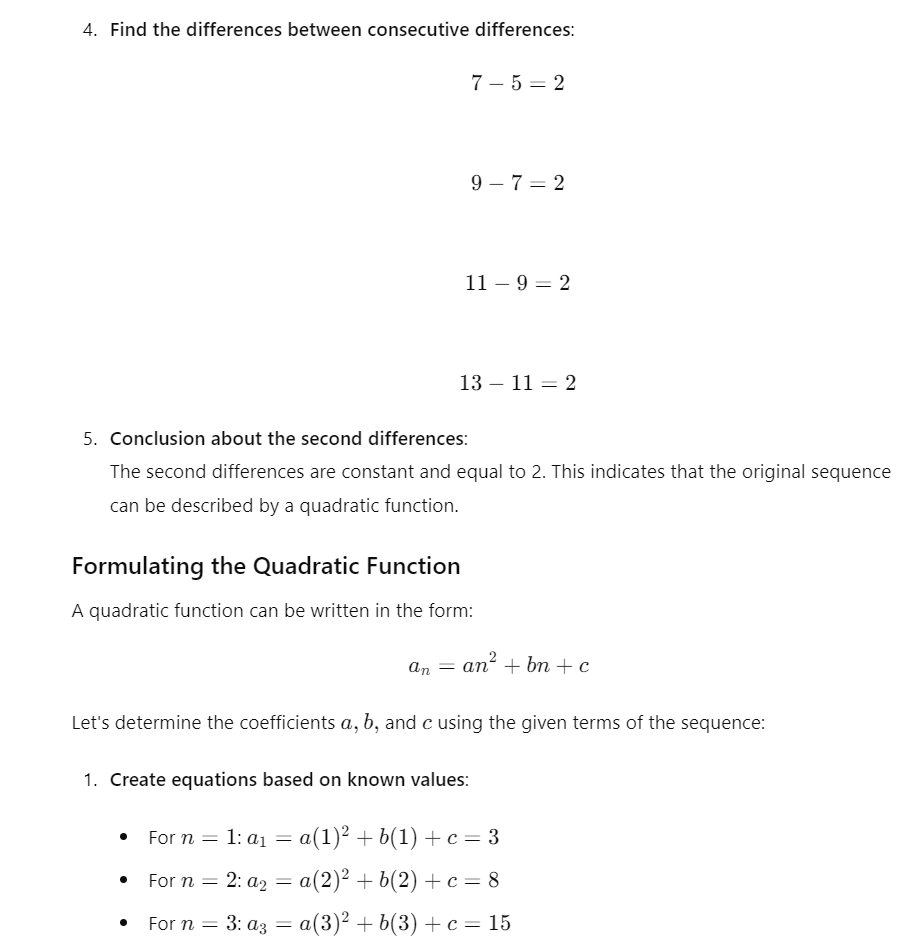 4. Find the differences between consecutive differences:
7 − 5 = 2
9 − 7 = 2
11 − 9 = 2
13 − 11 = 2
5. Conclusion about the second differences:
The second differences are constant and equal to 2. This indicates that the original sequence
can be described by a quadratic function.
Formulating the Quadratic Function
A quadratic function can be written in the form:
aₙ = an² + bn + c
Let's determine the coefficients a, b, and c using the given terms of the sequence:
1. Create equations based on known values:
• For n = 1: a₁ = a(1)² + b(1) + c = 3
• For n = 2: a₂ = a(2)² + b(2) + c = 8
• For n = 3: a₃ = a(3)² + b(3) + c = 15